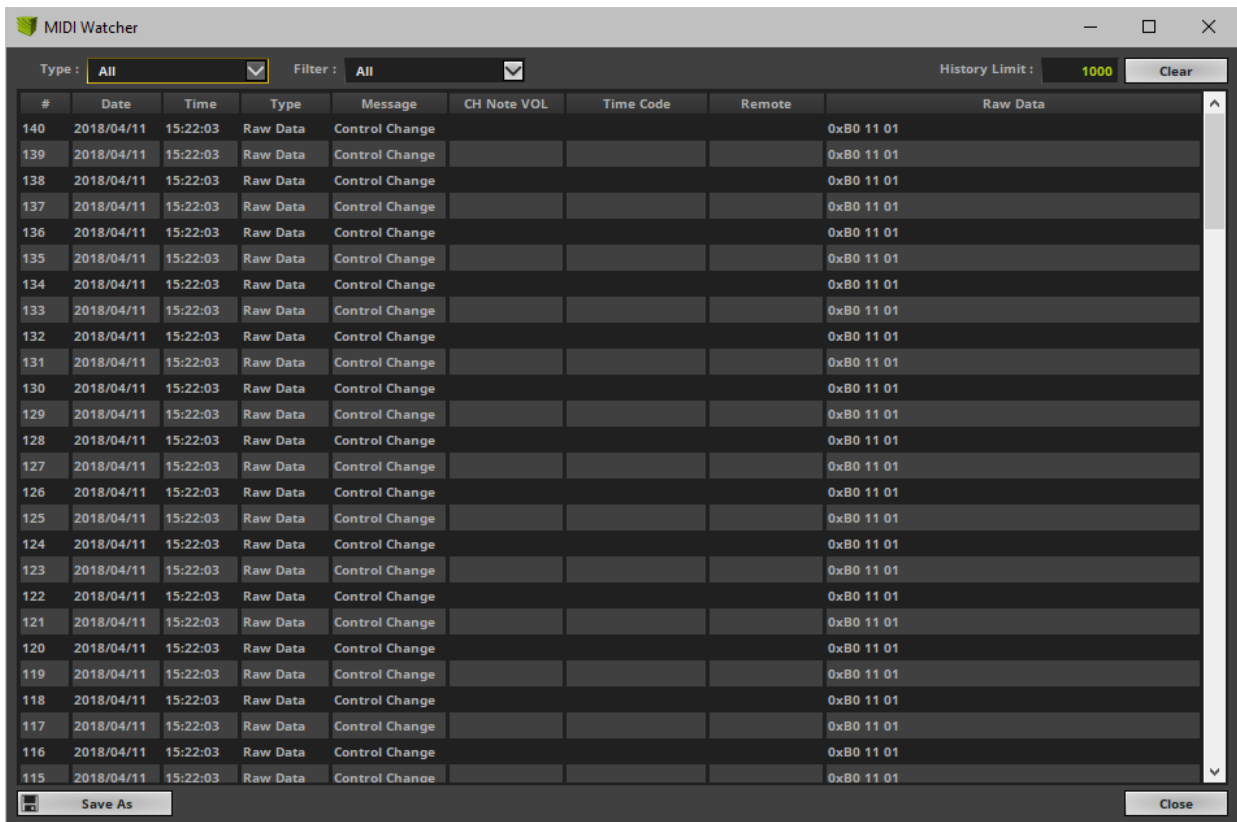 MIDI Watcher
Type : All Filter : All History Limit : 1000 Clear
# Date Time Type Message CH Note VOL Time Code Remote Raw Data
140 2018/04/11 15:22:03 Raw Data Control Change 0xB0 11 01
139 2018/04/11 15:22:03 Raw Data Control Change 0xB0 11 01
138 2018/04/11 15:22:03 Raw Data Control Change 0xB0 11 01
137 2018/04/11 15:22:03 Raw Data Control Change 0xB0 11 01
136 2018/04/11 15:22:03 Raw Data Control Change 0xB0 11 01
135 2018/04/11 15:22:03 Raw Data Control Change 0xB0 11 01
134 2018/04/11 15:22:03 Raw Data Control Change 0xB0 11 01
133 2018/04/11 15:22:03 Raw Data Control Change 0xB0 11 01
132 2018/04/11 15:22:03 Raw Data Control Change 0xB0 11 01
131 2018/04/11 15:22:03 Raw Data Control Change 0xB0 11 01
130 2018/04/11 15:22:03 Raw Data Control Change 0xB0 11 01
129 2018/04/11 15:22:03 Raw Data Control Change 0xB0 11 01
128 2018/04/11 15:22:03 Raw Data Control Change 0xB0 11 01
127 2018/04/11 15:22:03 Raw Data Control Change 0xB0 11 01
126 2018/04/11 15:22:03 Raw Data Control Change 0xB0 11 01
125 2018/04/11 15:22:03 Raw Data Control Change 0xB0 11 01
124 2018/04/11 15:22:03 Raw Data Control Change 0xB0 11 01
123 2018/04/11 15:22:03 Raw Data Control Change 0xB0 11 01
122 2018/04/11 15:22:03 Raw Data Control Change 0xB0 11 01
121 2018/04/11 15:22:03 Raw Data Control Change 0xB0 11 01
120 2018/04/11 15:22:03 Raw Data Control Change 0xB0 11 01
119 2018/04/11 15:22:03 Raw Data Control Change 0xB0 11 01
118 2018/04/11 15:22:03 Raw Data Control Change 0xB0 11 01
117 2018/04/11 15:22:03 Raw Data Control Change 0xB0 11 01
116 2018/04/11 15:22:03 Raw Data Control Change 0xB0 11 01
115 2018/04/11 15:22:03 Raw Data Control Change 0xB0 11 01
Save As Close